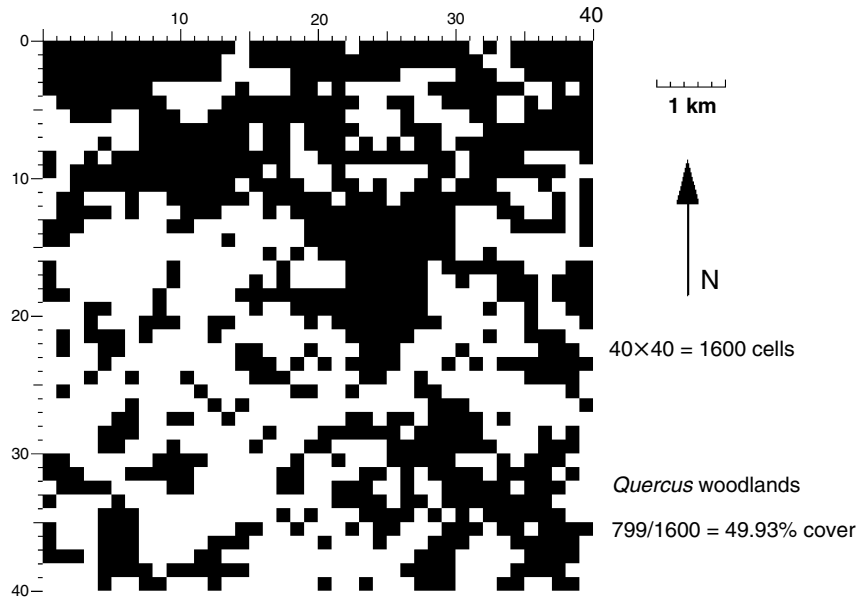 10 20 30 40
0
10
20
30
40
1 km
N
40×40 = 1600 cells
Quercus woodlands
799/1600 = 49.93% cover